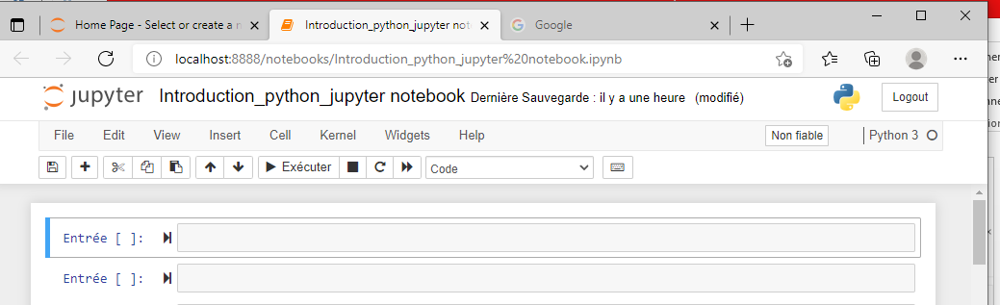 Home Page - Select or create a n
Introduction_python_jupyter not
Google
localhost:8888/notebooks/Introduction_python_jupyter%20notebook.ipynb
jupyter Introduction_python_jupyter notebook Dernière Sauvegarde : il y a une heure (modifié)
Logout
File Edit View Insert Cell Kernel Widgets Help Non fiable Python 3
Exécuter Code
Entrée [ ]:
Entrée [ ]: